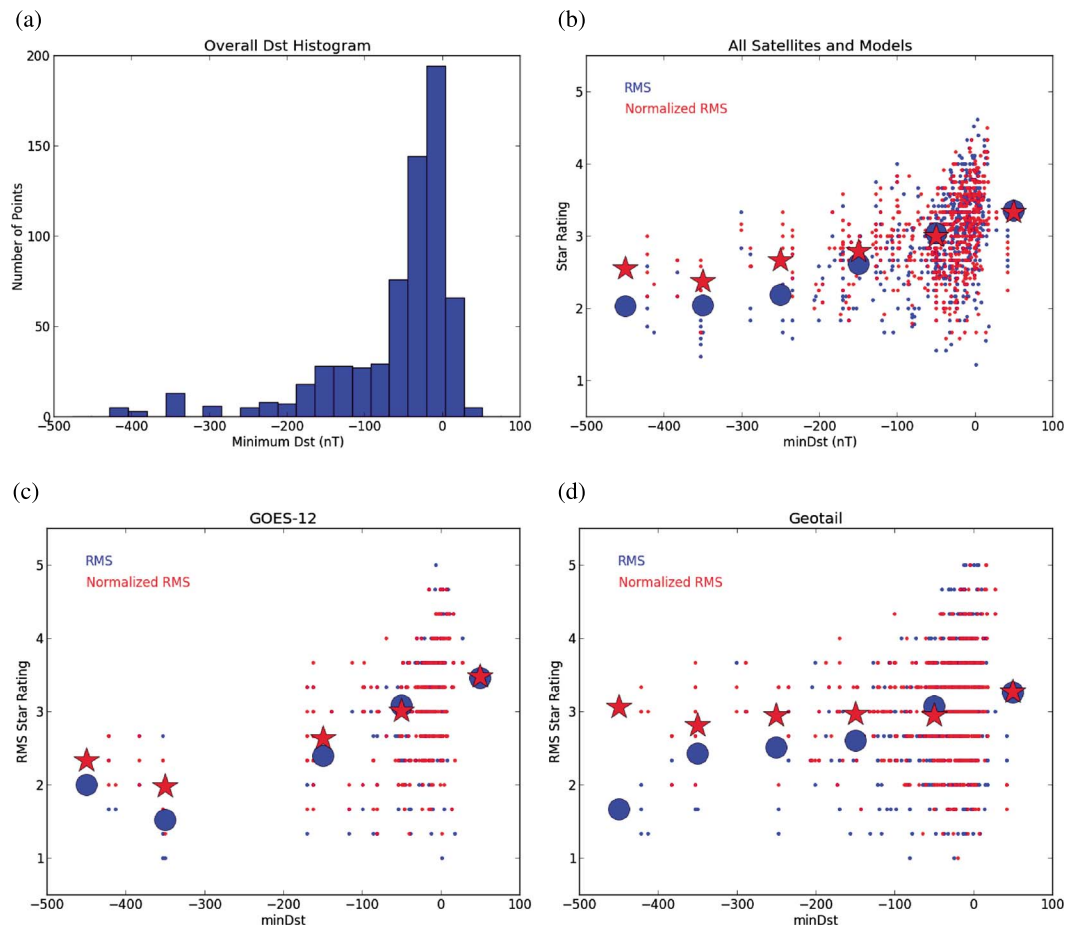 (a)
Overall Dst Histogram
Number of Points
200
150
100
50
0
−500 −400 −300 −200 −100 0 100
Minimum Dst (nT)
(b)
All Satellites and Models
RMS
Normalized RMS
Star Rating
5
4
3
2
1
−500 −400 −300 −200 −100 0 100
minDst (nT)
(c)
GOES-12
RMS
Normalized RMS
RMS Star Rating
5
4
3
2
1
−500 −400 −300 −200 −100 0 100
minDst
(d)
Geotail
RMS
Normalized RMS
RMS Star Rating
5
4
3
2
1
−500 −400 −300 −200 −100 0 100
minDst